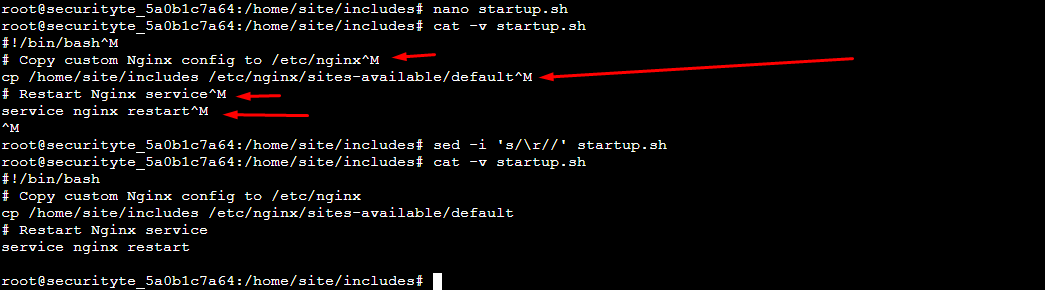 root@securityte_5a0b1c7a64:/home/site/includes# nano startup.sh
root@securityte_5a0b1c7a64:/home/site/includes# cat -v startup.sh
#!/bin/bash^M
# Copy custom Nginx config to /etc/nginx^M
cp /home/site/includes /etc/nginx/sites-available/default^M
# Restart Nginx service^M
service nginx restart^M
^M
root@securityte_5a0b1c7a64:/home/site/includes# sed -i 's/\r//' startup.sh
root@securityte_5a0b1c7a64:/home/site/includes# cat -v startup.sh
#!/bin/bash
# Copy custom Nginx config to /etc/nginx
cp /home/site/includes /etc/nginx/sites-available/default
# Restart Nginx service
service nginx restart
root@securityte_5a0b1c7a64:/home/site/includes#